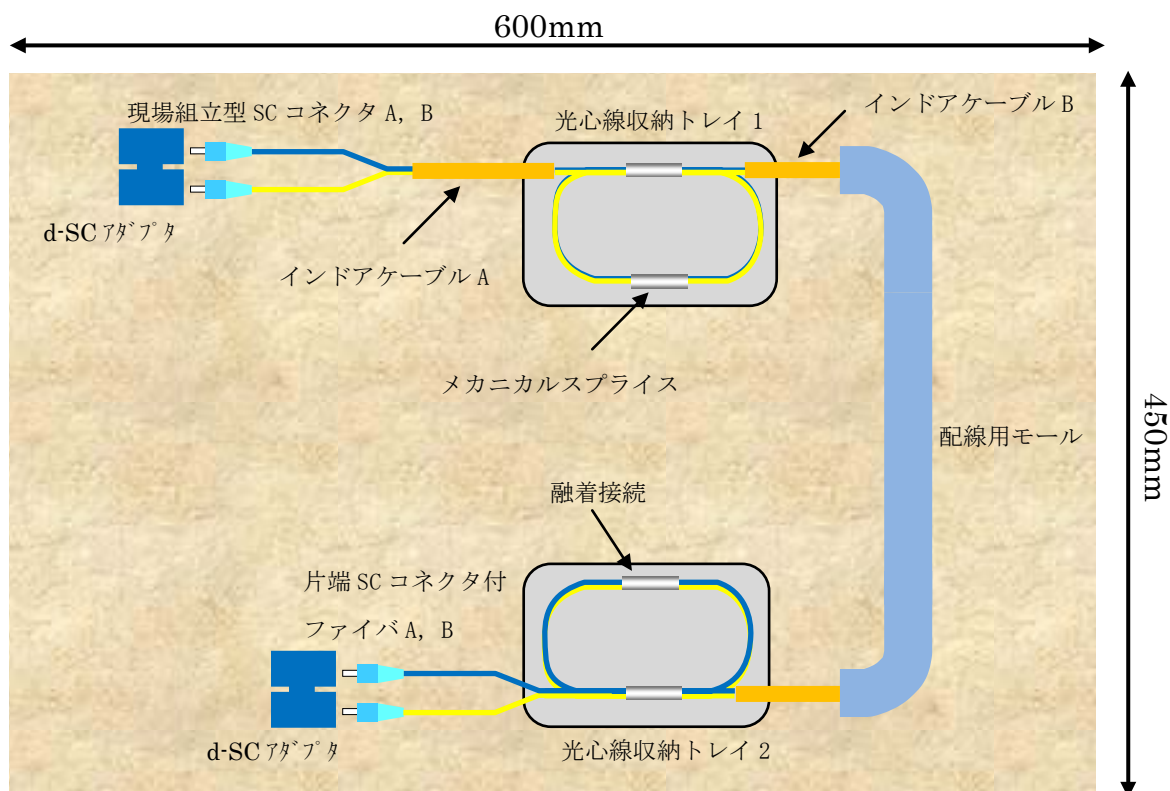 600mm
現場組立型 SC コネクタ A, B
光心線収納トレイ 1
インドアケーブル B
d-SC ｱﾀﾞﾌﾟﾀ
インドアケーブル A
メカニカルスプライス
450mm
配線用モール
融着接続
片端 SC コネクタ付
ファイバ A, B
d-SC ｱﾀﾞﾌﾟﾀ
光心線収納トレイ 2